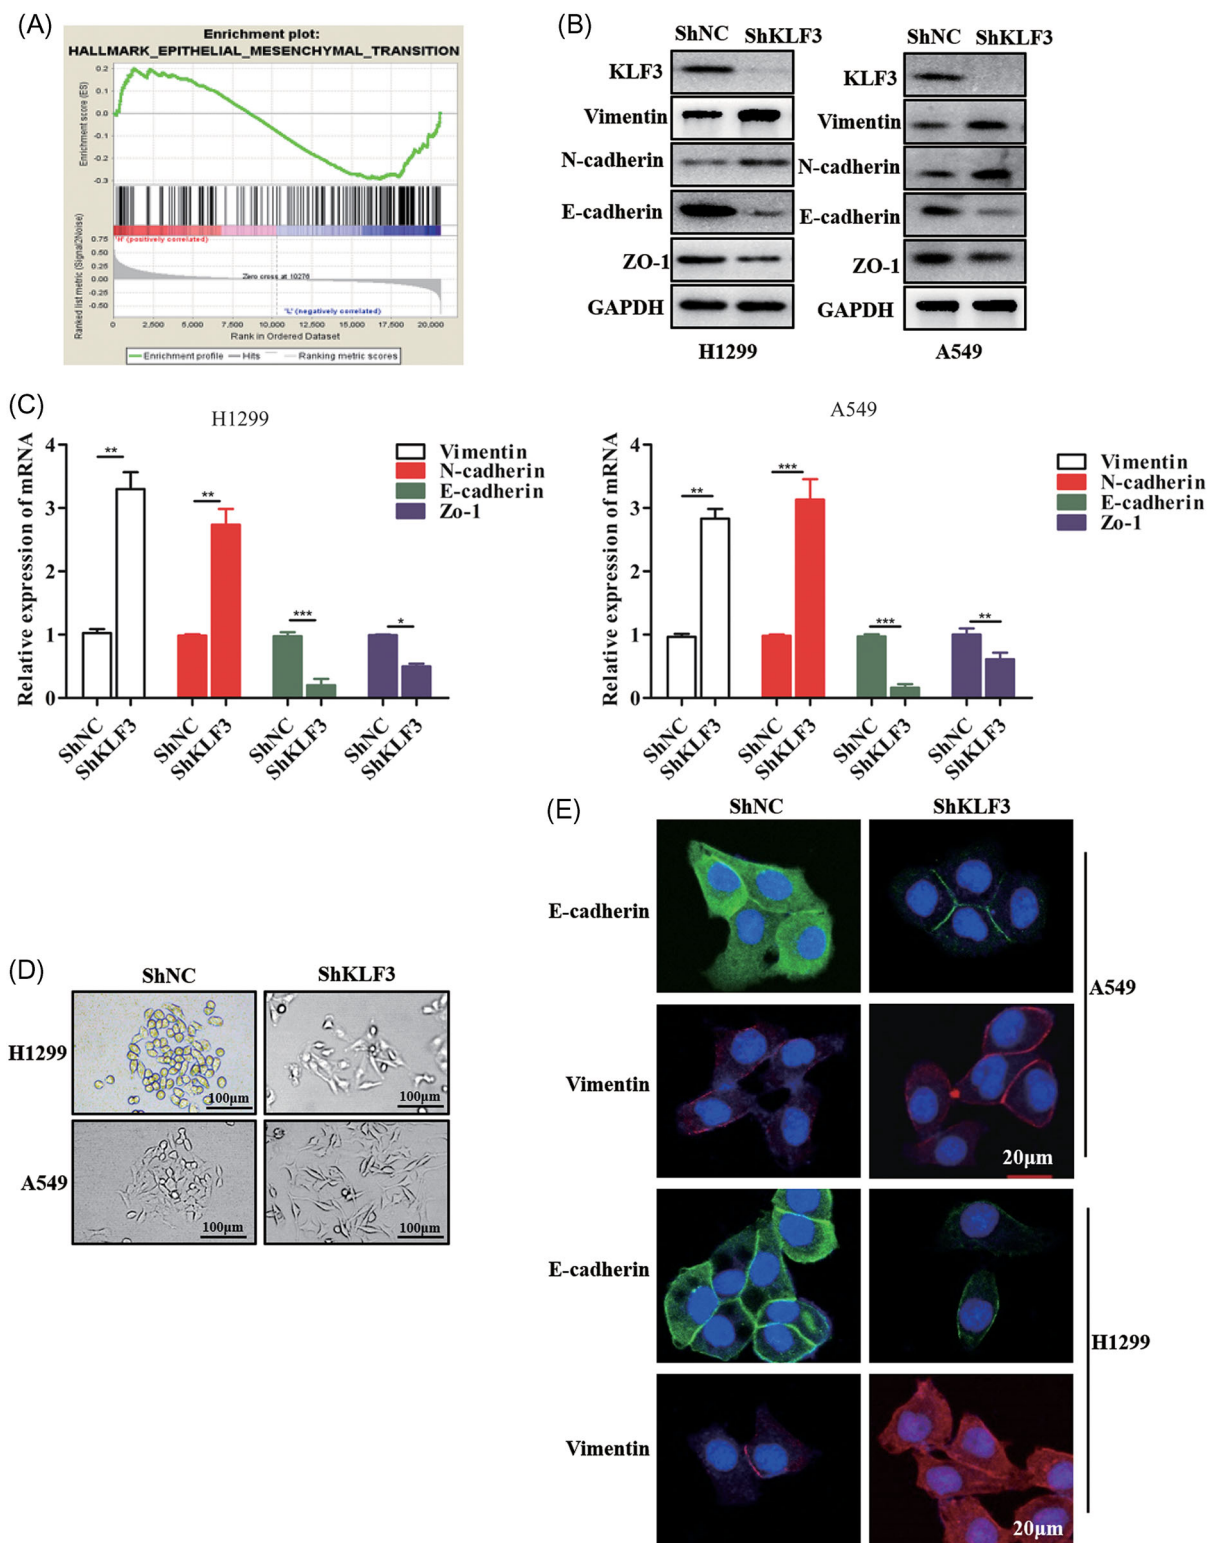 (A)
Enrichment plot:
HALLMARK_EPITHELIAL_MESENCHYMAL_TRANSITION
Enrichment score (ES)
0.2
0.1
0.0
-0.1
-0.2
-0.3
Ranked list metric (Signal2Noise)
0.75
0.50
0.25
0.00
-0.25
-0.50
'H' (positively correlated)
Zero cross at 10276
'L' (negatively correlated)
0 2,500 5,000 7,500 10,000 12,500 15,000 17,500 20,000
Rank in Ordered Dataset
Enrichment profile Hits Ranking metric scores
(B)
ShNC ShKLF3
KLF3
Vimentin
N-cadherin
E-cadherin
ZO-1
GAPDH
H1299
ShNC ShKLF3
KLF3
Vimentin
N-cadherin
E-cadherin
ZO-1
GAPDH
A549
(C)
H1299
Relative expression of mRNA
4
3
2
1
0
** ** *** *
ShNC ShKLF3 ShNC ShKLF3 ShNC ShKLF3 ShNC ShKLF3
Vimentin
N-cadherin
E-cadherin
Zo-1
A549
Relative expression of mRNA
4
3
2
1
0
** *** *** **
ShNC ShKLF3 ShNC ShKLF3 ShNC ShKLF3 ShNC ShKLF3
Vimentin
N-cadherin
E-cadherin
Zo-1
(D)
ShNC ShKLF3
H1299
100μm 100μm
A549
100μm 100μm
(E)
ShNC ShKLF3
E-cadherin
A549
Vimentin
20μm
E-cadherin
H1299
Vimentin
20μm